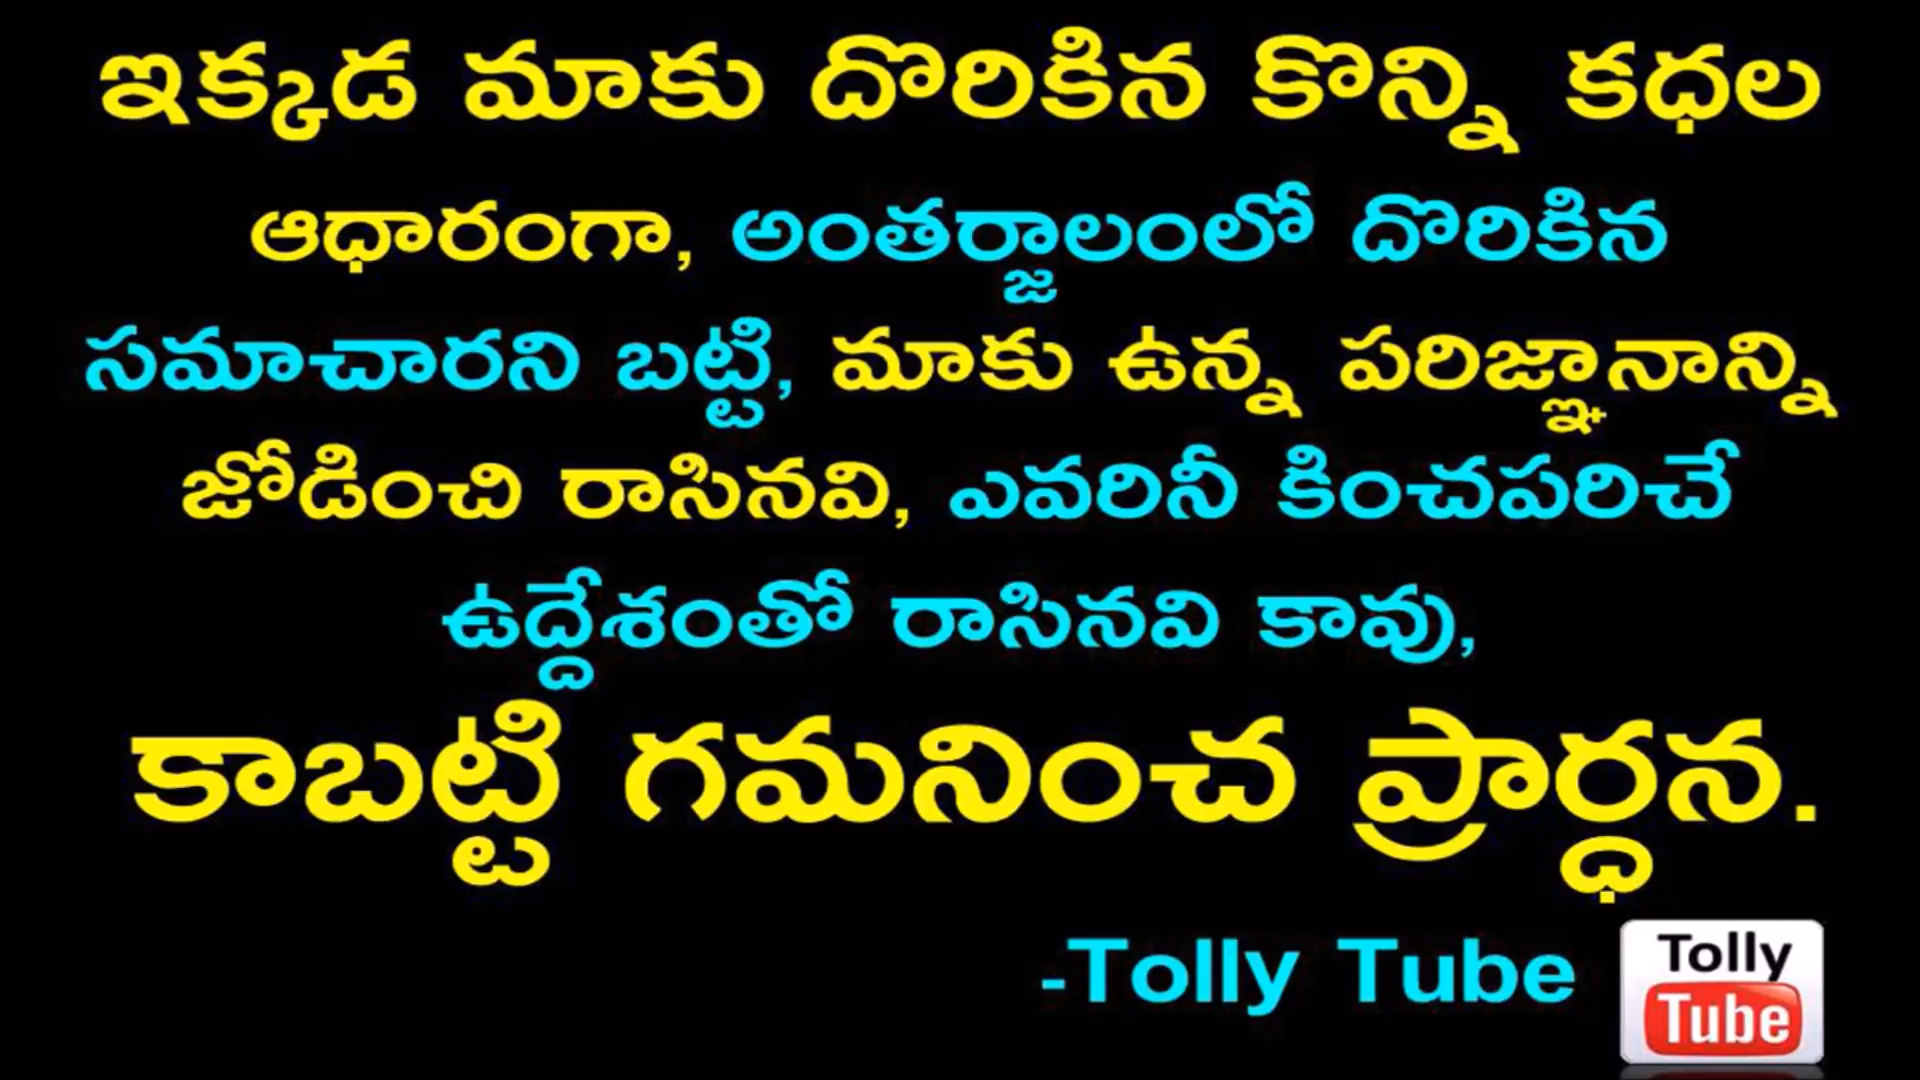 ఇక్కడ మాకు దొరికిన కొన్ని కధల
ఆధారంగా, అంతర్జాలంలో దొరికిన
సమాచారని బట్టి, మాకు ఉన్న పరిజ్ఞానాన్ని
జోడించి రాసినవి, ఎవరినీ కించపరిచే
ఉద్దేశంతో రాసినవి కావు,
కాబట్టి గమనించ ప్రార్ధన.
-Tolly Tube
Tolly
Tube